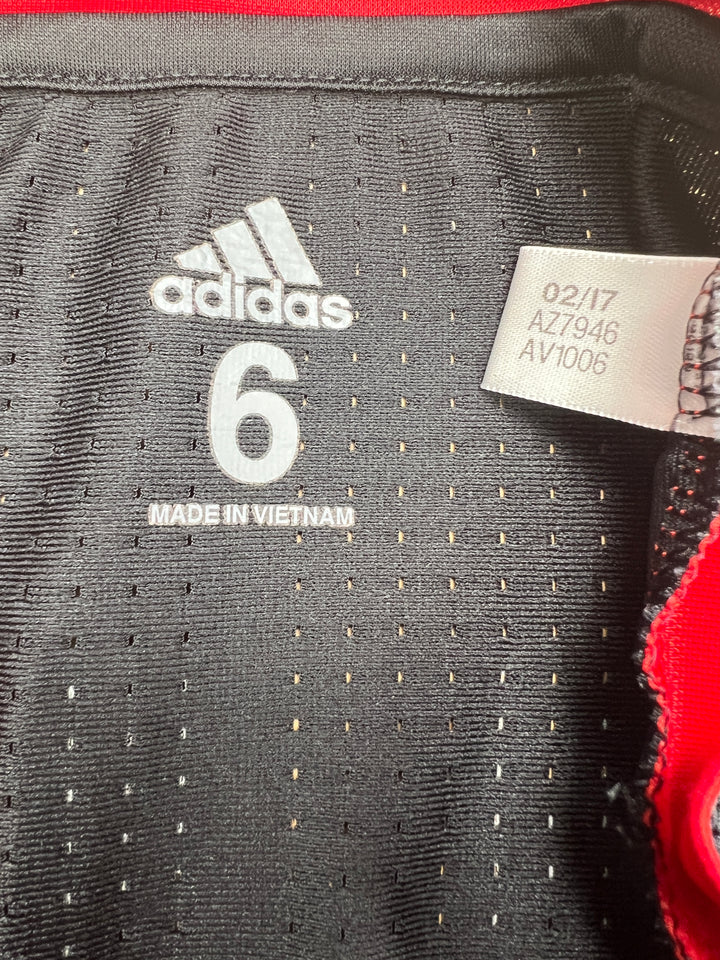 adidas
6
MADE IN VIETNAM
02/17
AZ7946
AV1006